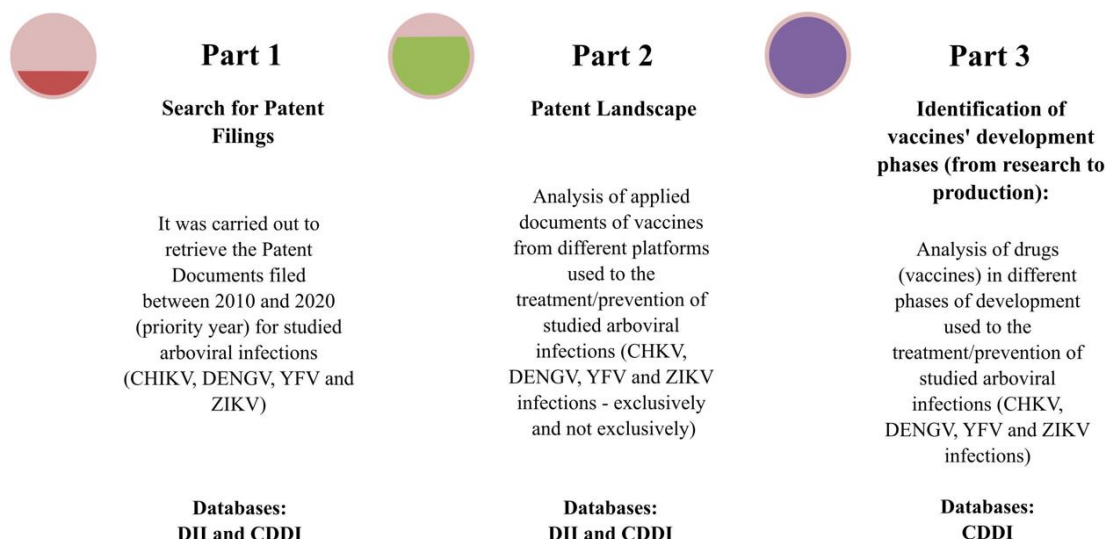 Part 1
Search for Patent
Filings
It was carried out to
retrieve the Patent
Documents filed
between 2010 and 2020
(priority year) for studied
arboviral infections
(CHIKV, DENGV, YFV and
ZIKV)
Databases:
DII and CDDI
Part 2
Patent Landscape
Analysis of applied
documents of vaccines
from different platforms
used to the
treatment/prevention of
studied arboviral
infections (CHKV,
DENGV, YFV and ZIKV
infections - exclusively
and not exclusively)
Databases:
DII and CDDI
Part 3
Identification of
vaccines' development
phases (from research to
production):
Analysis of drugs
(vaccines) in different
phases of development
used to the
treatment/prevention of
studied arboviral
infections (CHKV,
DENGV, YFV and ZIKV
infections)
Databases:
CDDI